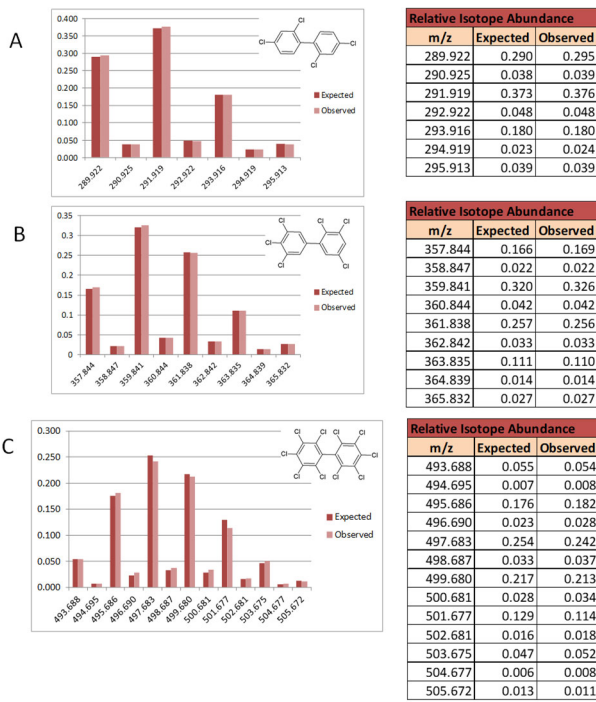 A
0.400
0.350
0.300
0.250
0.200
0.150
0.100
0.050
0.000
289.922
290.925
291.919
292.922
293.916
294.919
295.913
Cl
Cl
Cl
Cl
Expected
Observed
Relative Isotope Abundance
m/z Expected Observed
289.922 0.290 0.295
290.925 0.038 0.039
291.919 0.373 0.376
292.922 0.048 0.048
293.916 0.180 0.180
294.919 0.023 0.024
295.913 0.039 0.039
B
0.35
0.3
0.25
0.2
0.15
0.1
0.05
0
357.844
358.847
359.841
360.844
361.838
362.842
363.835
364.839
365.832
Cl
Cl
Cl
Cl
Cl
Cl
Expected
Observed
Relative Isotope Abundance
m/z Expected Observed
357.844 0.166 0.169
358.847 0.022 0.022
359.841 0.320 0.326
360.844 0.042 0.042
361.838 0.257 0.256
362.842 0.033 0.033
363.835 0.111 0.110
364.839 0.014 0.014
365.832 0.027 0.027
C
0.300
0.250
0.200
0.150
0.100
0.050
0.000
493.688
494.695
495.686
496.690
497.683
498.687
499.680
500.681
501.677
502.681
503.675
504.677
505.672
Cl Cl Cl Cl
Cl Cl
Cl Cl Cl Cl
Expected
Observed
Relative Isotope Abundance
m/z Expected Observed
493.688 0.055 0.054
494.695 0.007 0.008
495.686 0.176 0.182
496.690 0.023 0.028
497.683 0.254 0.242
498.687 0.033 0.037
499.680 0.217 0.213
500.681 0.028 0.034
501.677 0.129 0.114
502.681 0.016 0.018
503.675 0.047 0.052
504.677 0.006 0.008
505.672 0.013 0.011